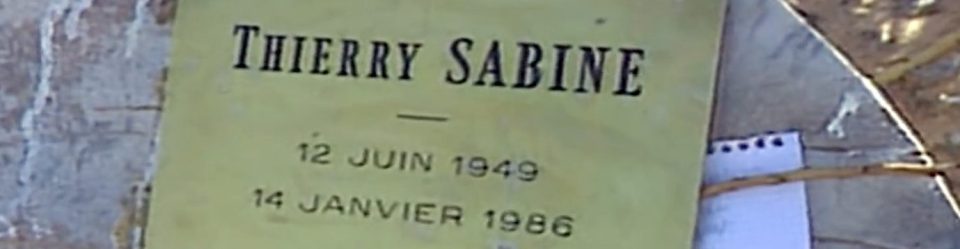 THIERRY SABINE
12 JUIN 1949
14 JANVIER 1986